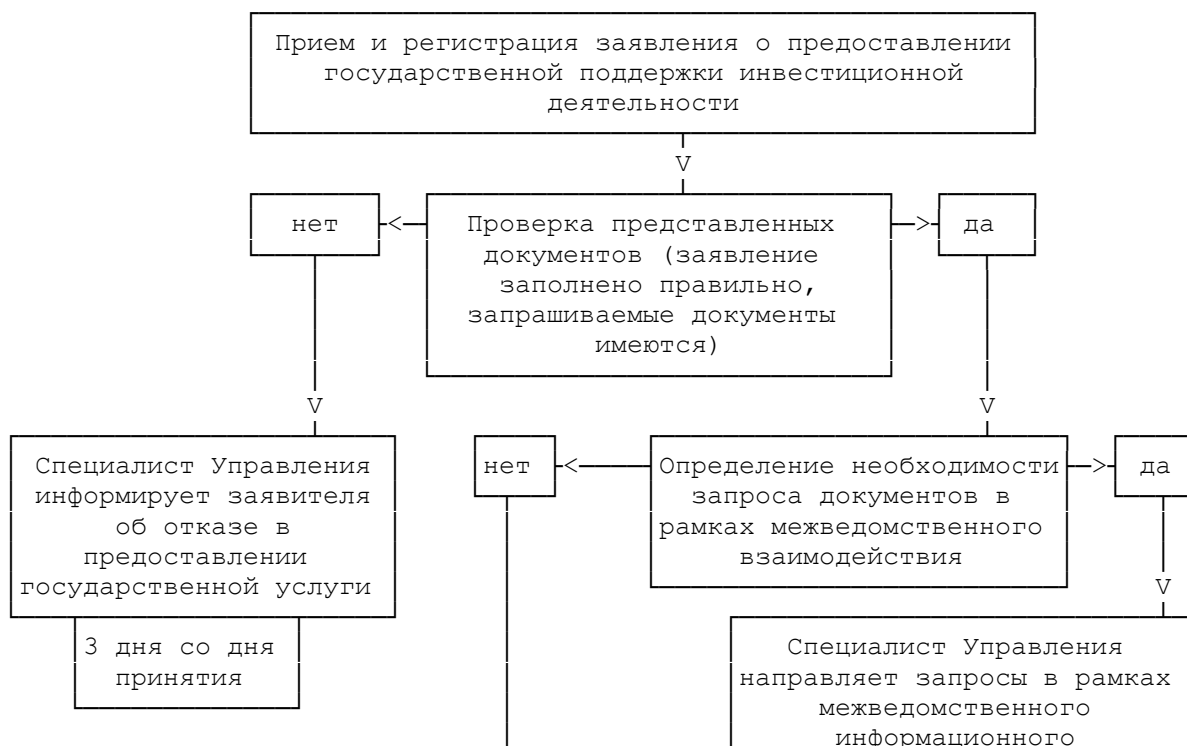 Прием и регистрация заявления о предоставлении
государственной поддержки инвестиционной
деятельности
V
нет
<
Проверка представленных
документов (заявление
заполнено правильно,
запрашиваемые документы
имеются)
>
да
V
V
Специалист Управления
информирует заявителя
об отказе в
предоставлении
государственной услуги
3 дня со дня
принятия
нет
<
Определение необходимости
запроса документов в
рамках межведомственного
взаимодействия
>
да
V
Специалист Управления
направляет запросы в рамках
межведомственного
информационного